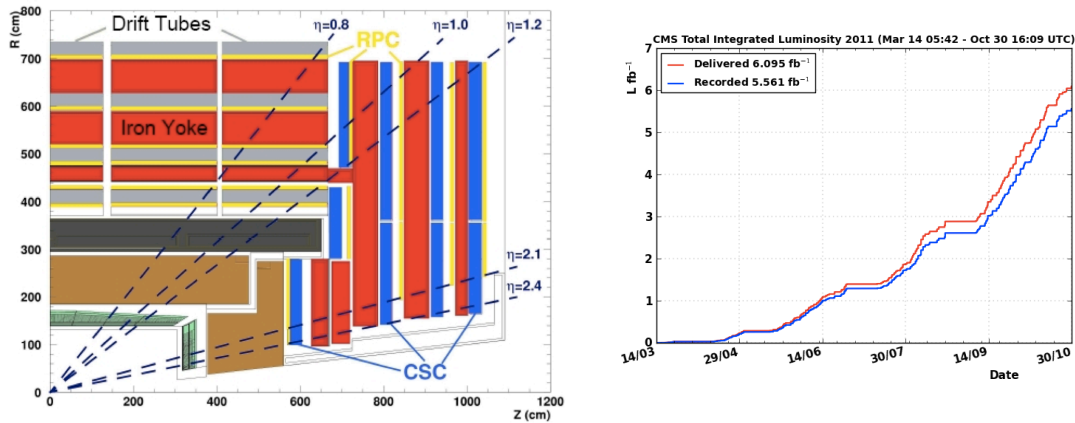 R (cm)
800
700
600
500
400
300
200
100
0
Drift Tubes
Iron Yoke
RPC
CSC
η=0.8
η=1.0
η=1.2
η=2.1
η=2.4
0
200
400
600
800
1000
1200
Z (cm)
CMS Total Integrated Luminosity 2011 (Mar 14 05:42 - Oct 30 16:09 UTC)
Delivered 6.095 fb⁻¹
Recorded 5.561 fb⁻¹
L fb⁻¹
7
6
5
4
3
2
1
0
14/03
29/04
14/06
30/07
14/09
30/10
Date